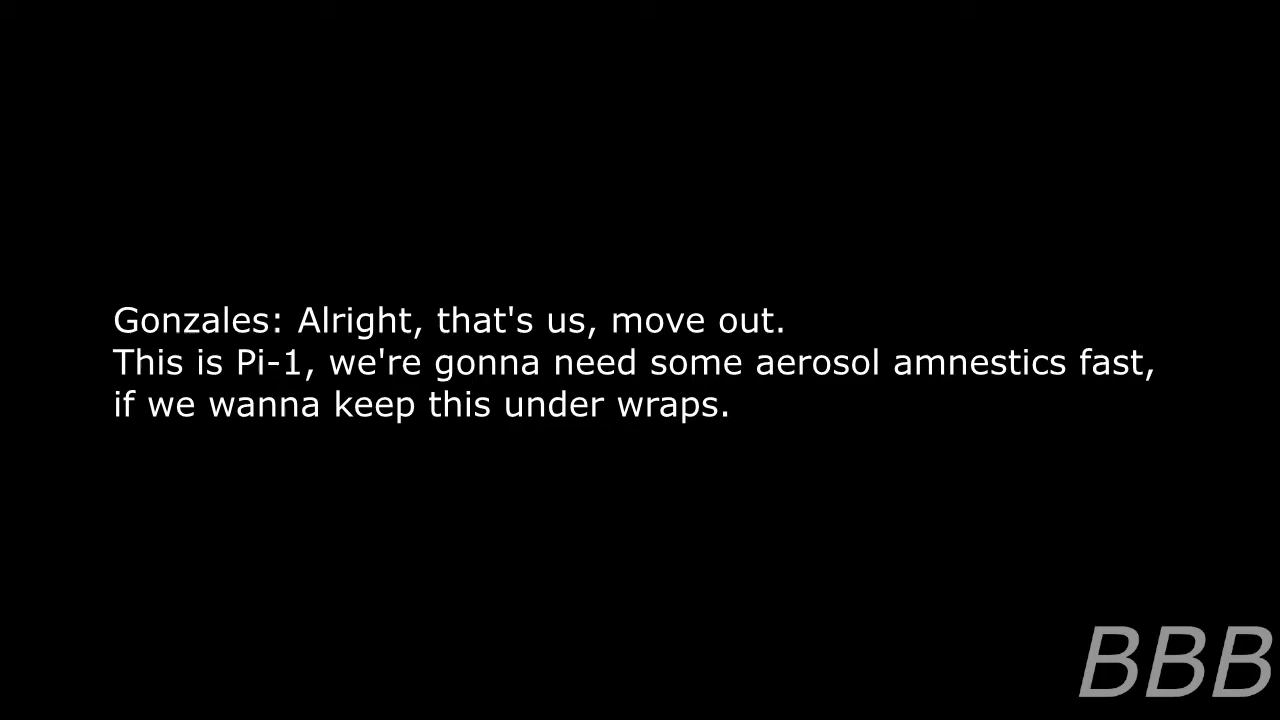 Gonzales: Alright, that's us, move out.
This is Pi-1, we're gonna need some aerosol amnestics fast,
if we wanna keep this under wraps.
BBB